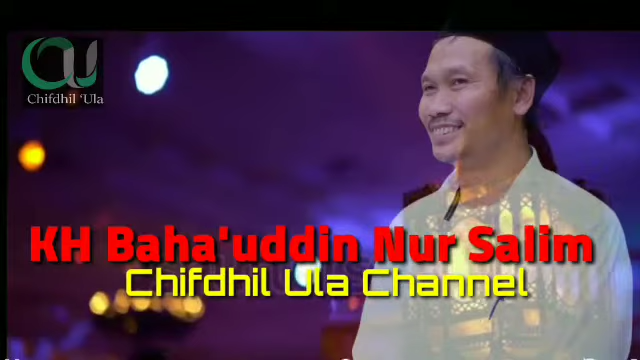 Chifdhil 'Ula
KH Baha'uddin Nur Salim
Chifdhil Ula Channel